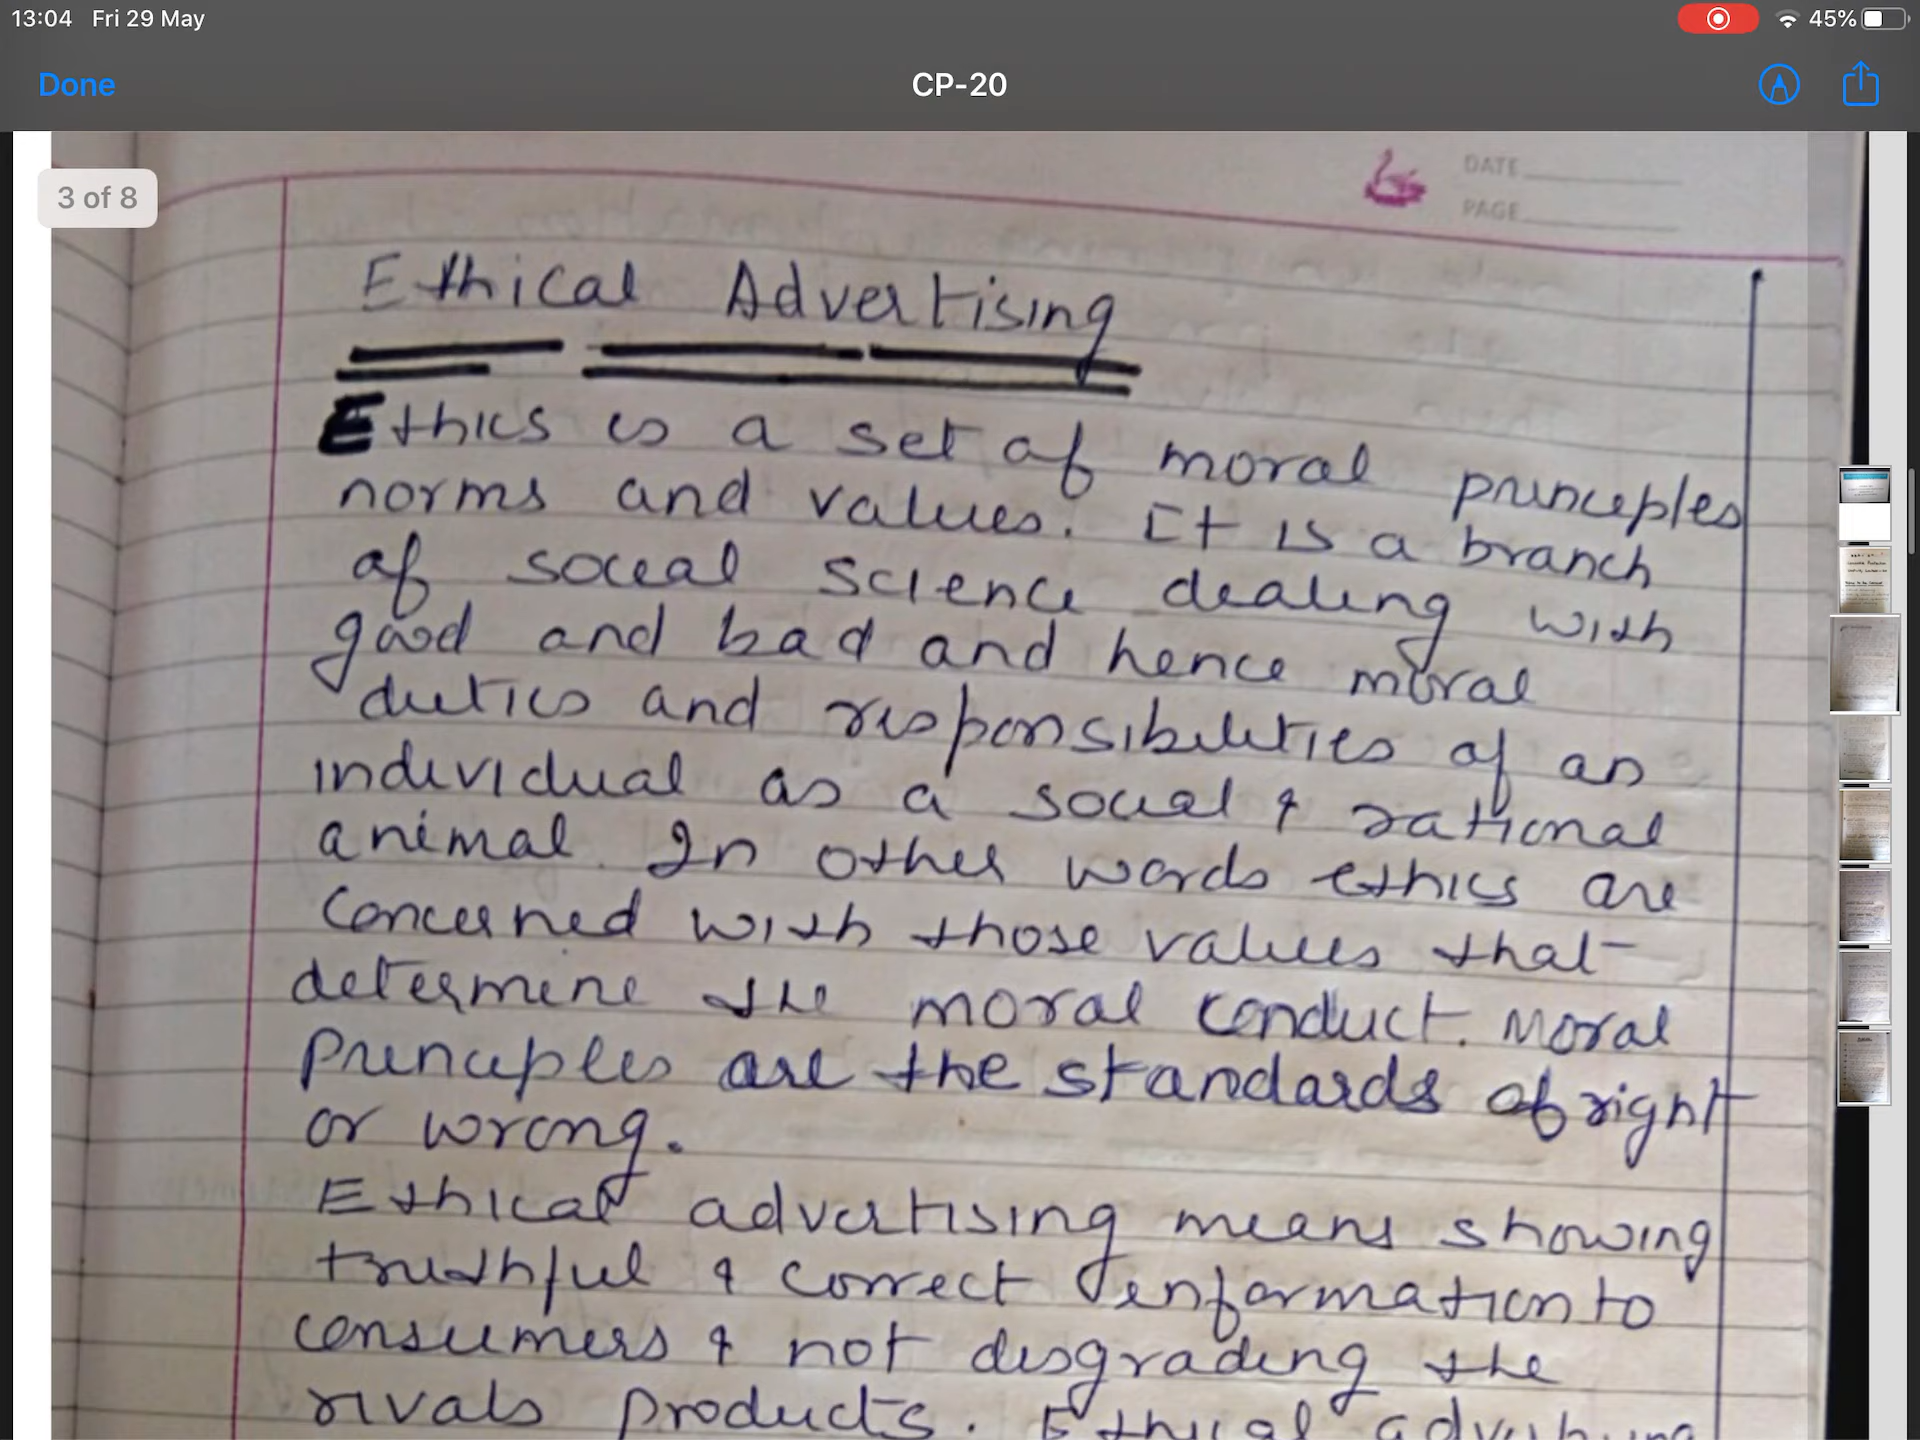 13:04 Fri 29 May
45%
Done
CP-20
3 of 8
DATE
PAGE
Ethical Advertising
Ethics is a set of moral principles
norms and values. It is a branch
of social science dealing with
good and bad and hence moral
duties and responsibilities of an
individual as a social & rational
animal. In other words ethics are
concerned with those values that
determine the moral conduct. Moral
principles are the standards of right
or wrong.
Ethical advertising means showing
truthful & correct information to
consumers & not disgrading the
rivals products. Ethical advertising